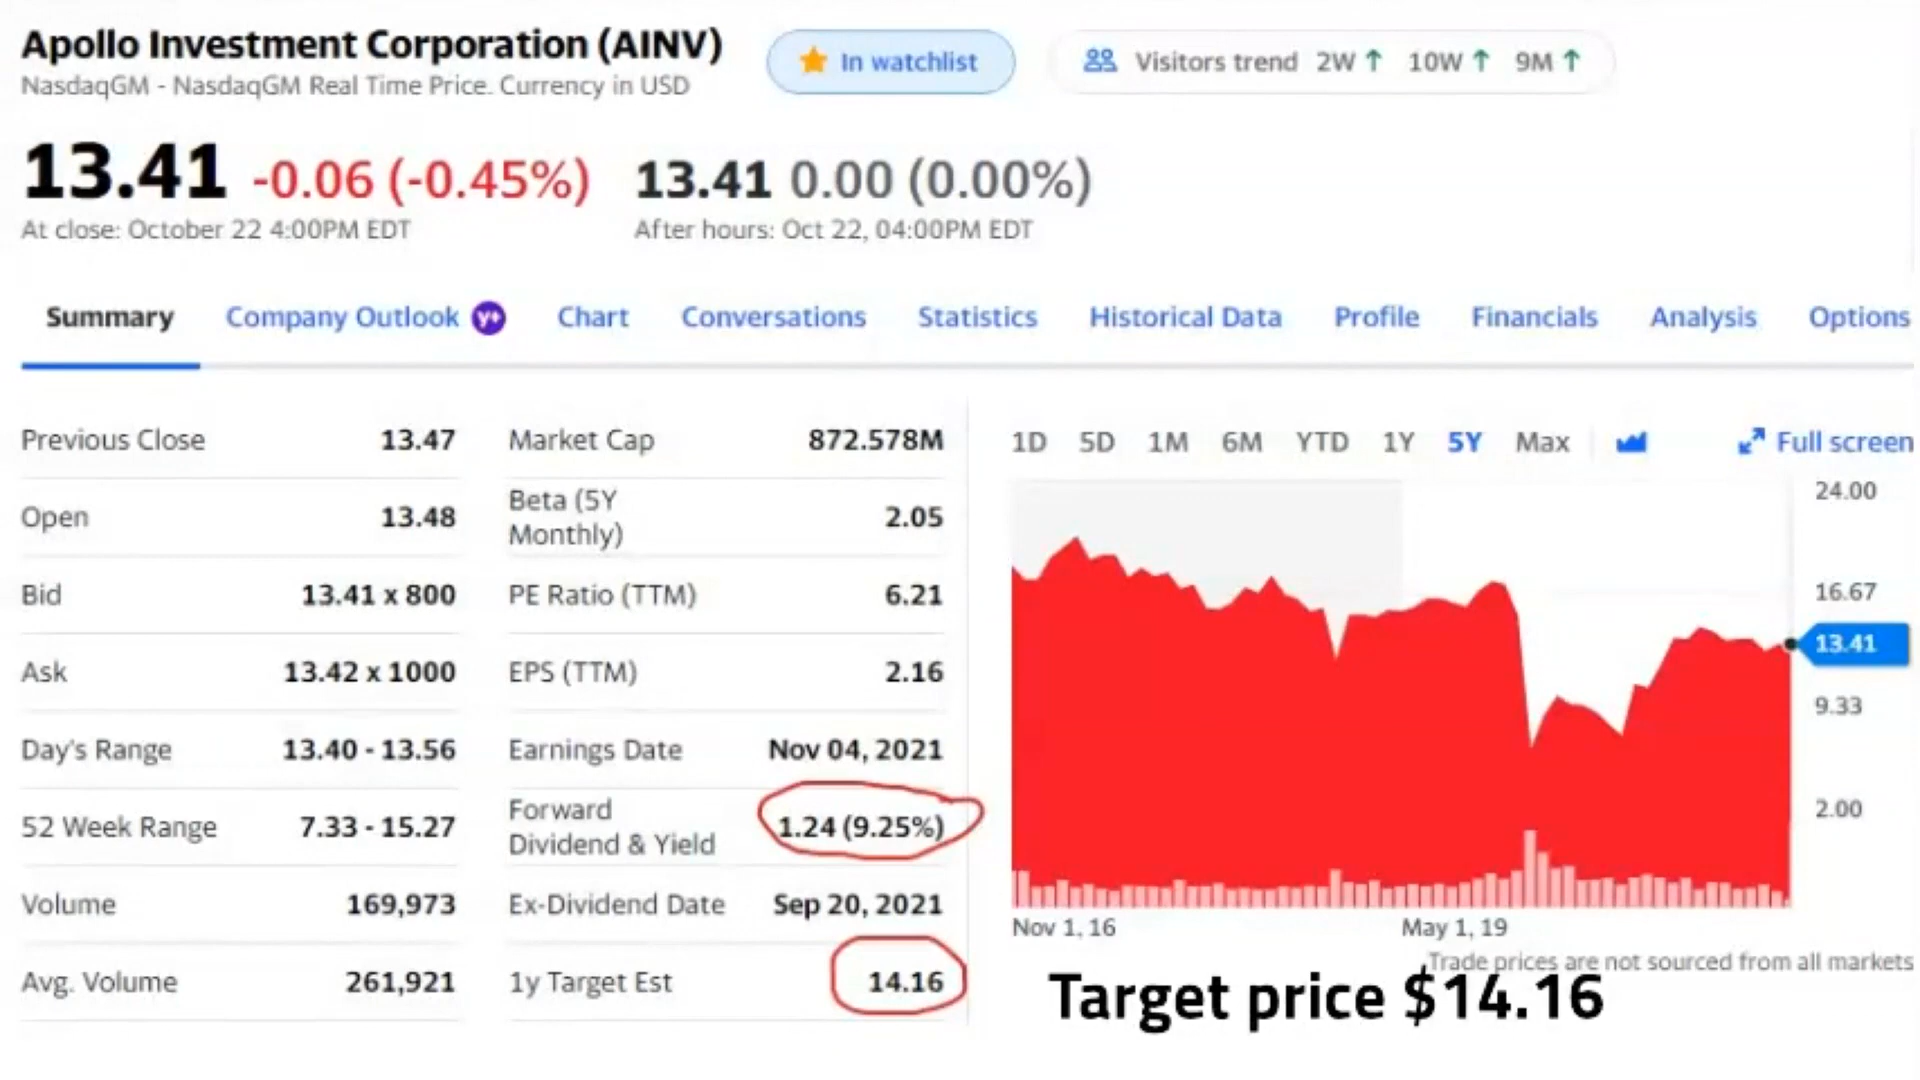 Apollo Investment Corporation (AINV)
In watchlist
Visitors trend 2W 10W 9M
NasdaqGM - NasdaqGM Real Time Price. Currency in USD
13.41 -0.06 (-0.45%)
At close: October 22 4:00PM EDT
13.41 0.00 (0.00%)
After hours: Oct 22, 04:00PM EDT
Summary Company Outlook y+ Chart Conversations Statistics Historical Data Profile Financials Analysis Options
Previous Close 13.47
Open 13.48
Bid 13.41 x 800
Ask 13.42 x 1000
Day's Range 13.40 - 13.56
52 Week Range 7.33 - 15.27
Volume 169,973
Avg. Volume 261,921
Market Cap 872.578M
Beta (5Y
Monthly) 2.05
PE Ratio (TTM) 6.21
EPS (TTM) 2.16
Earnings Date Nov 04, 2021
Forward
Dividend & Yield 1.24 (9.25%)
Ex-Dividend Date Sep 20, 2021
1y Target Est 14.16
1D 5D 1M 6M YTD 1Y 5Y Max Full screen
24.00
16.67
13.41
9.33
2.00
Nov 1, 16 May 1, 19
Trade prices are not sourced from all markets
Target price $14.16